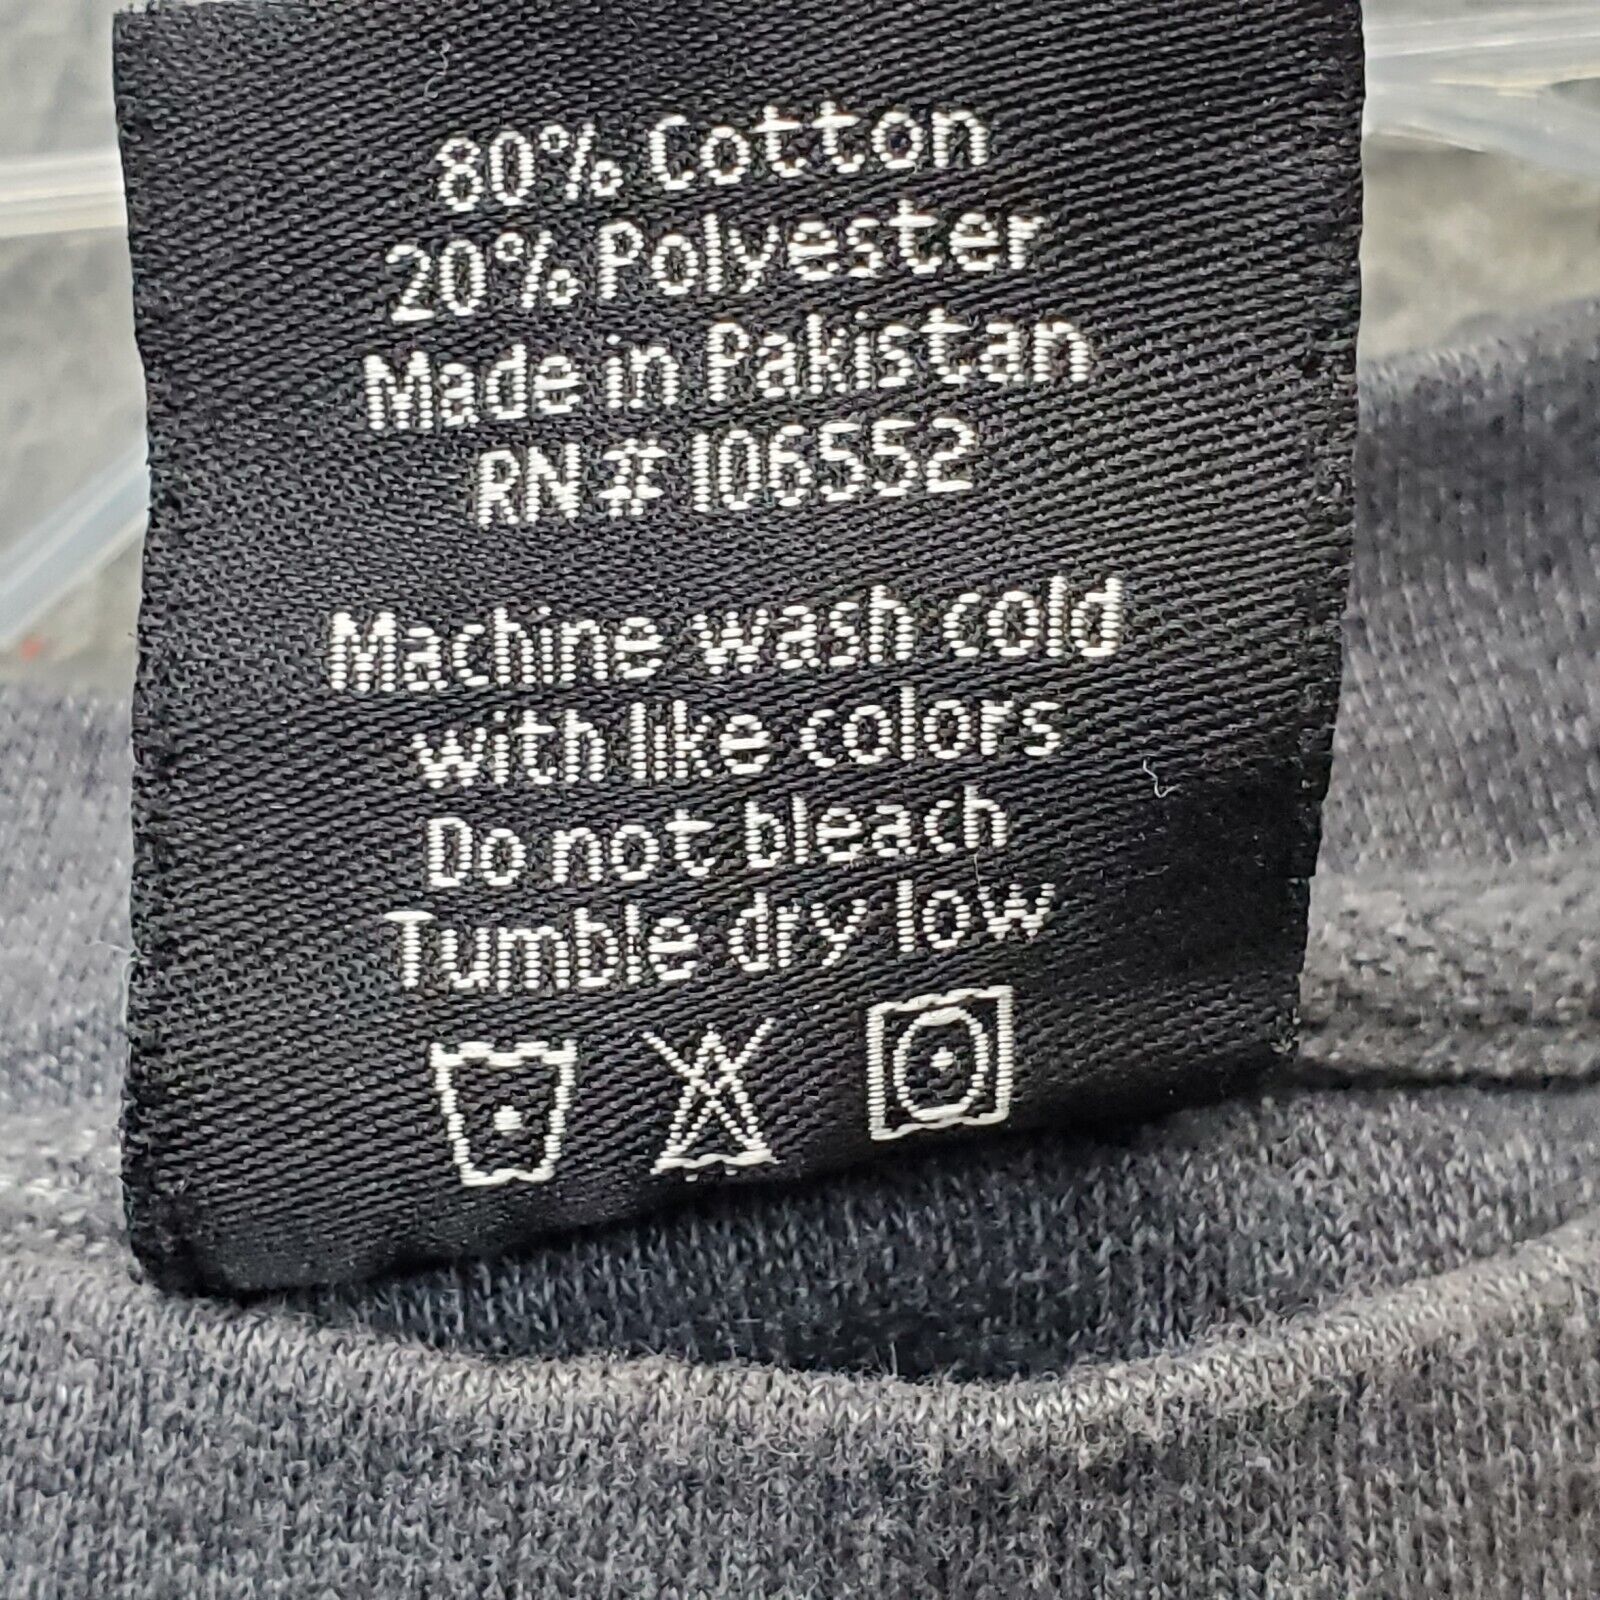 80% Cotton
20% Polyester
Made in Pakistan
RN# 106552
Machine wash cold
with like colors
Do not bleach
Tumble dry low